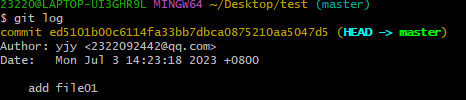 23220@LAPTOP-UI3GHR9L MINGW64 ~/Desktop/test (master)
$ git log
commit ed5101b00c6114fa33bb7dbca0875210aa5047d5 (HEAD -> master)
Author: yjy <2322092442@qq.com>
Date:   Mon Jul 3 14:23:18 2023 +0800
    add file01